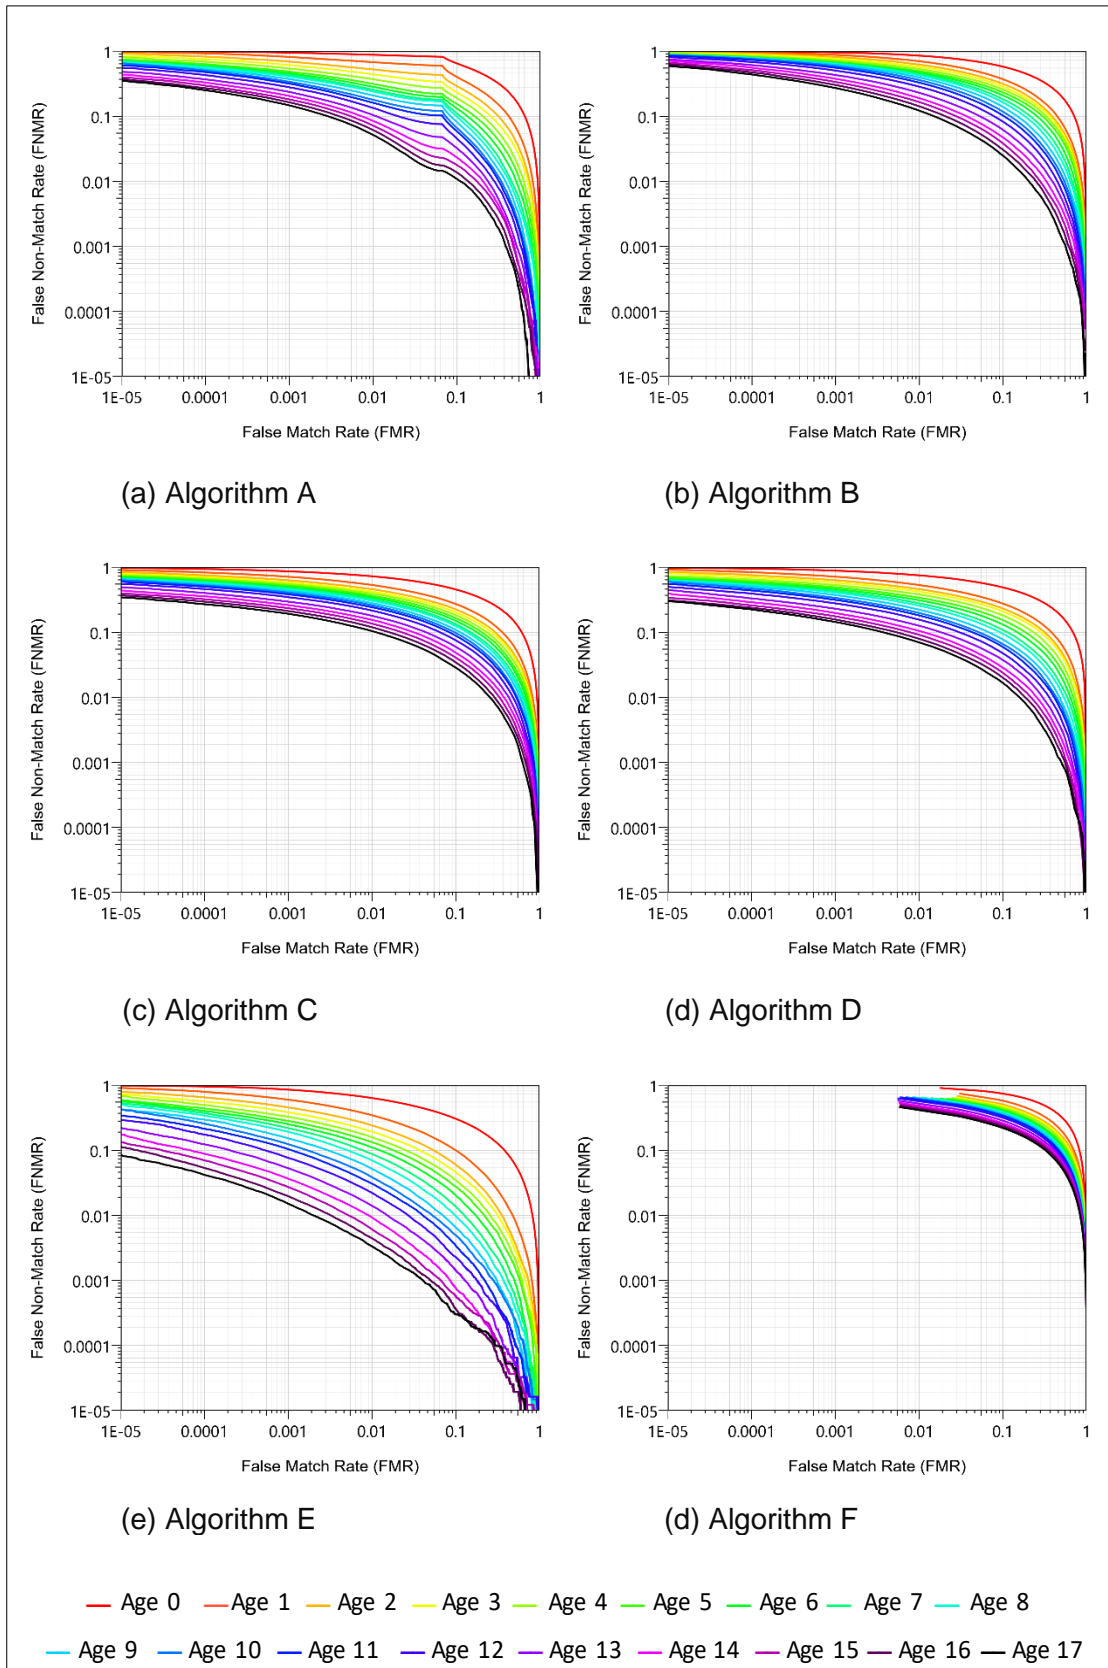 1
0.1
0.01
0.001
0.0001
1E-05
1E-05 0.0001 0.001 0.01 0.1 1
False Non-Match Rate (FNMR)
False Match Rate (FMR)
(a) Algorithm A
1
0.1
0.01
0.001
0.0001
1E-05
1E-05 0.0001 0.001 0.01 0.1 1
False Non-Match Rate (FNMR)
False Match Rate (FMR)
(b) Algorithm B
1
0.1
0.01
0.001
0.0001
1E-05
1E-05 0.0001 0.001 0.01 0.1 1
False Non-Match Rate (FNMR)
False Match Rate (FMR)
(c) Algorithm C
1
0.1
0.01
0.001
0.0001
1E-05
1E-05 0.0001 0.001 0.01 0.1 1
False Non-Match Rate (FNMR)
False Match Rate (FMR)
(d) Algorithm D
1
0.1
0.01
0.001
0.0001
1E-05
1E-05 0.0001 0.001 0.01 0.1 1
False Non-Match Rate (FNMR)
False Match Rate (FMR)
(e) Algorithm E
1
0.1
0.01
0.001
0.0001
1E-05
1E-05 0.0001 0.001 0.01 0.1 1
False Non-Match Rate (FNMR)
False Match Rate (FMR)
(d) Algorithm F
Age 0 Age 1 Age 2 Age 3 Age 4 Age 5 Age 6 Age 7 Age 8
Age 9 Age 10 Age 11 Age 12 Age 13 Age 14 Age 15 Age 16 Age 17